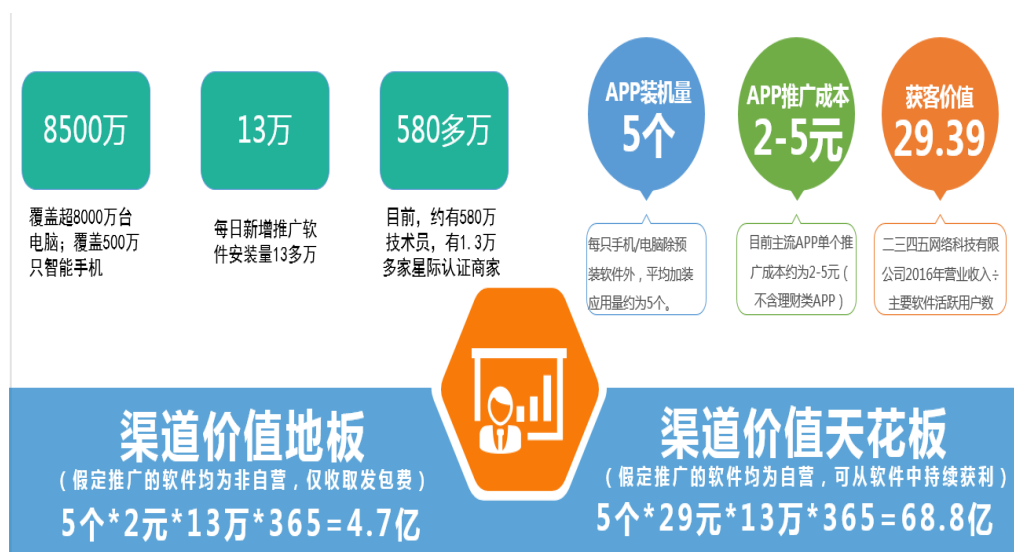 8500万
覆盖超8000万台
电脑；覆盖500万
只智能手机
13万
每日新增推广软
件安装量13多万
580多万
目前，约有580万
技术员，有1.3万
多家星际认证商家
APP装机量
5个
每只手机/电脑除预
装软件外，平均加装
应用量约为5个。
APP推广成本
2-5元
目前主流APP单个推
广成本约为2-5元（
不含理财类APP）
获客价值
29.39
二三四五网络科技有限
公司2016年营业收入÷
主要软件活跃用户数
渠道价值地板
（假定推广的软件均为非自营，仅收取发包费）
5个*2元*13万*365=4.7亿
渠道价值天花板
（假定推广的软件均为自营，可从软件中持续获利）
5个*29元*13万*365=68.8亿